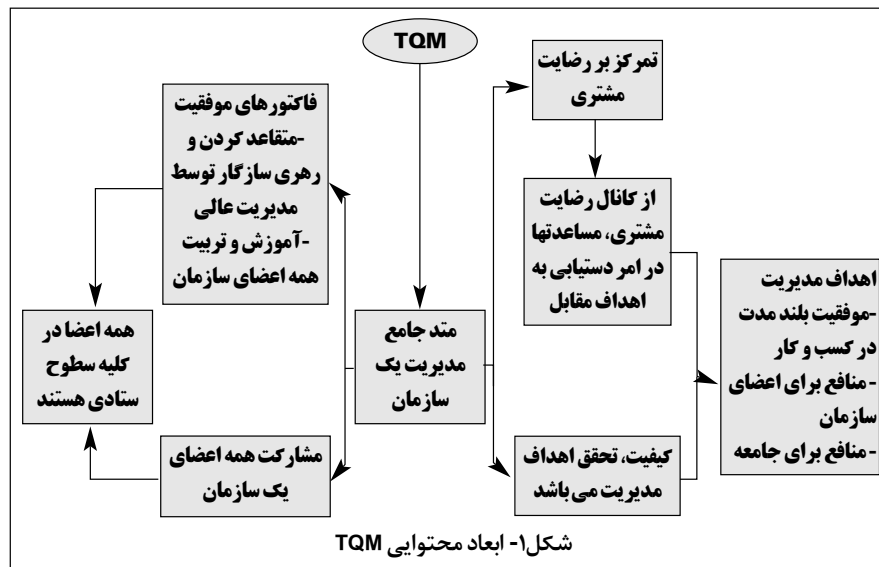 TQM
تمرکز بر رضایت
مشتری
از کانال رضایت
مشتری، مساعدتها
در امر دستیابی به
اهداف مقابل
اهداف مدیریت
-موفقیت بلند مدت
در کسب و کار
-منافع برای اعضای
سازمان
-منافع برای جامعه
کیفیت، تحقق اهداف
مدیریت می باشد
متد جامع
مدیریت یک
سازمان
فاکتورهای موفقیت
-متقاعد کردن و
رهری سازگار توسط
مدیریت عالی
-آموزش و تربیت
همه اعضای سازمان
همه اعضا در
کلیه سطوح
ستادی هستند
مشارکت همه اعضای
یک سازمان
شکل۱- ابعاد محتوایی TQM